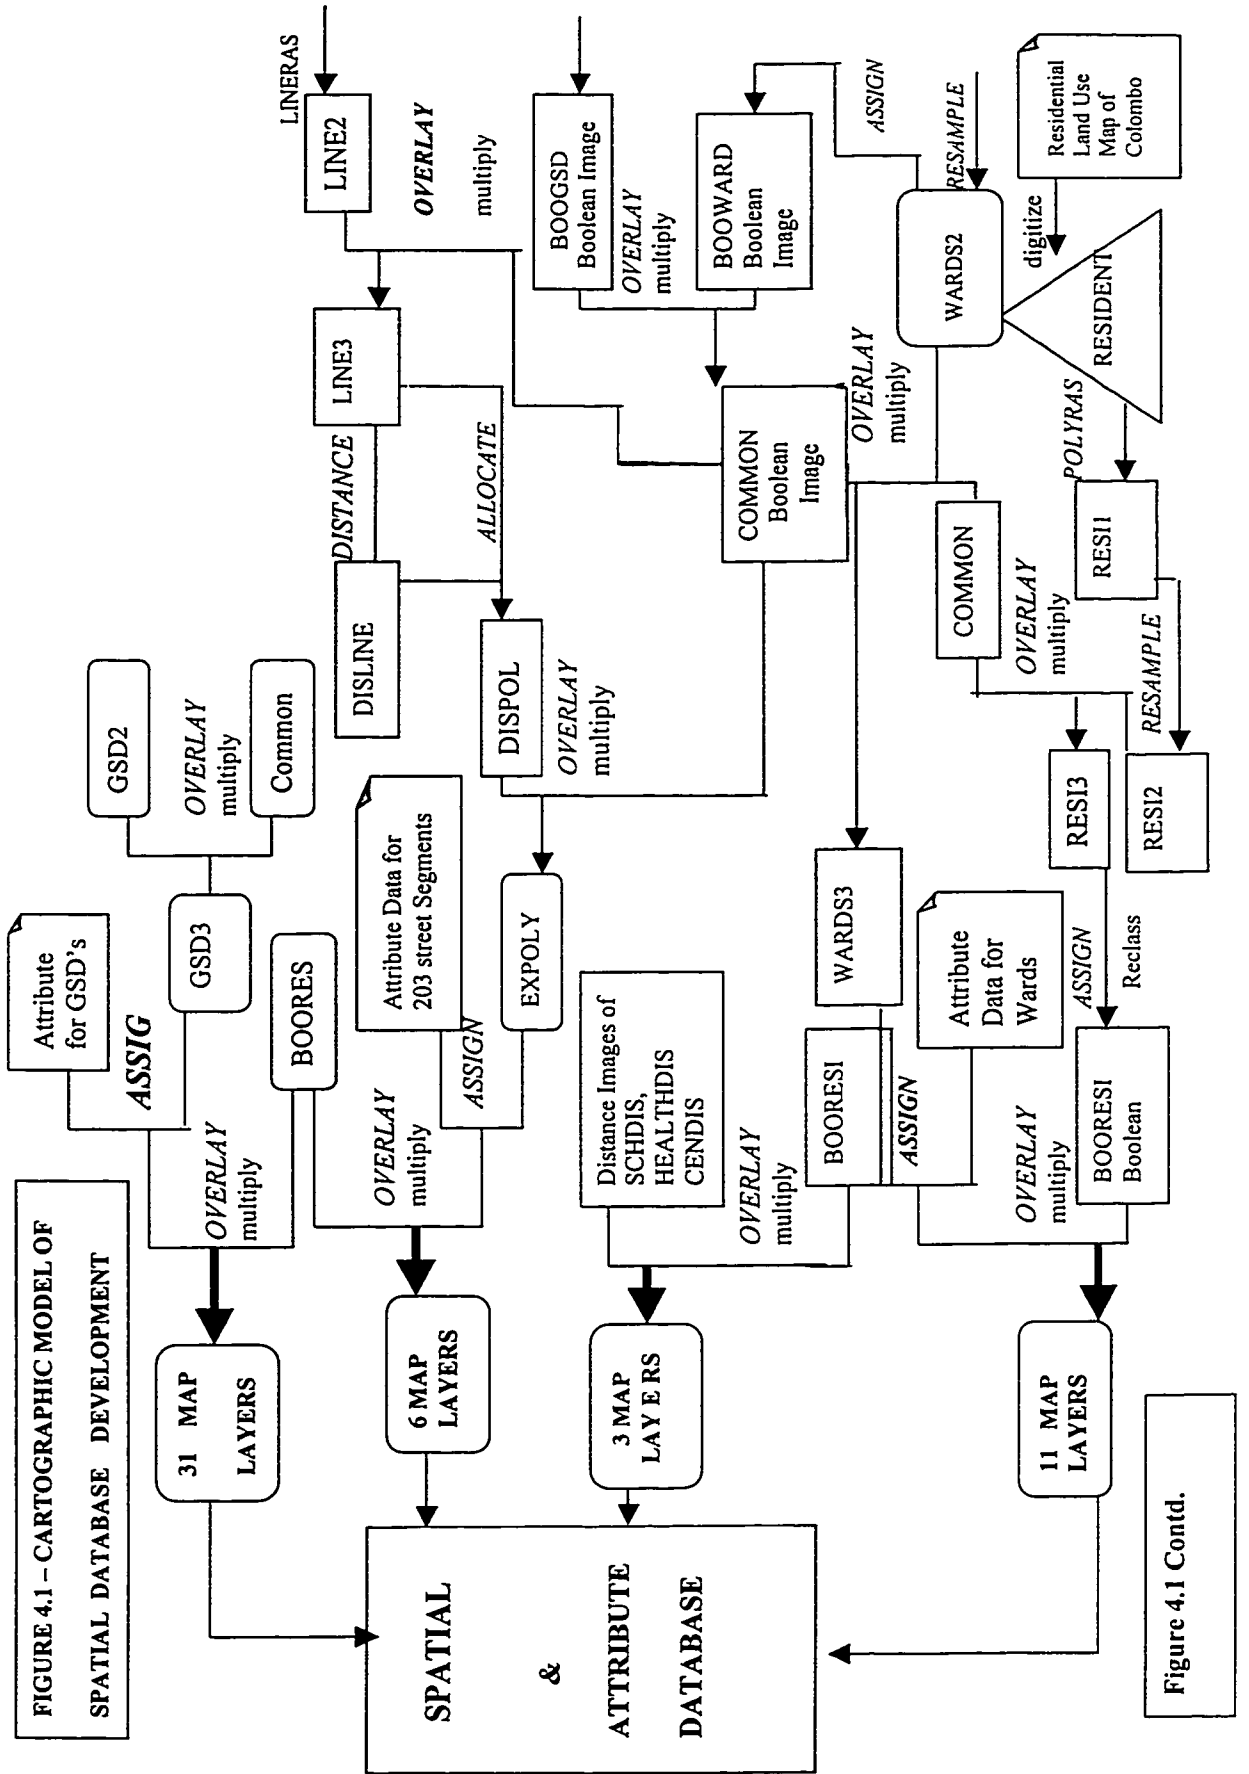 FIGURE 4.1 – CARTOGRAPHIC MODEL OF
SPATIAL DATABASE DEVELOPMENT
Attribute
for GSD's
ASSIG
GSD2
OVERLAY
multiply
Common
GSD3
BOORES
OVERLAY
multiply
31 MAP
LAYERS
LINERAS
LINE2
OVERLAY
multiply
LINE3
DISTANCE
DISLINE
ALLOCATE
DISPOL
OVERLAY
multiply
Attribute Data for
203 street Segments
EXPOLY
ASSIGN
OVERLAY
multiply
6 MAP
LAYERS
SPATIAL
&
ATTRIBUTE
DATABASE
BOOGSD
Boolean Image
OVERLAY
multiply
BOOWARD
Boolean
Image
ASSIGN
COMMON
Boolean
Image
Distance Images of
SCHDIS,
HEALTHDIS
CENDIS
OVERLAY
multiply
3 MAP
LAY E RS
RESAMPLE
WARDS2
OVERLAY
multiply
WARDS3
BOORESI
ASSIGN
Attribute
Data for
Wards
COMMON
OVERLAY
multiply
Residential
Land Use
Map of
Colombo
digitize
RESIDENT
POLYRAS
RESI1
RESAMPLE
RESI2
RESI3
ASSIGN
Reclass
BOORESI
Boolean
OVERLAY
multiply
11 MAP
LAYERS
Figure 4.1 Contd.